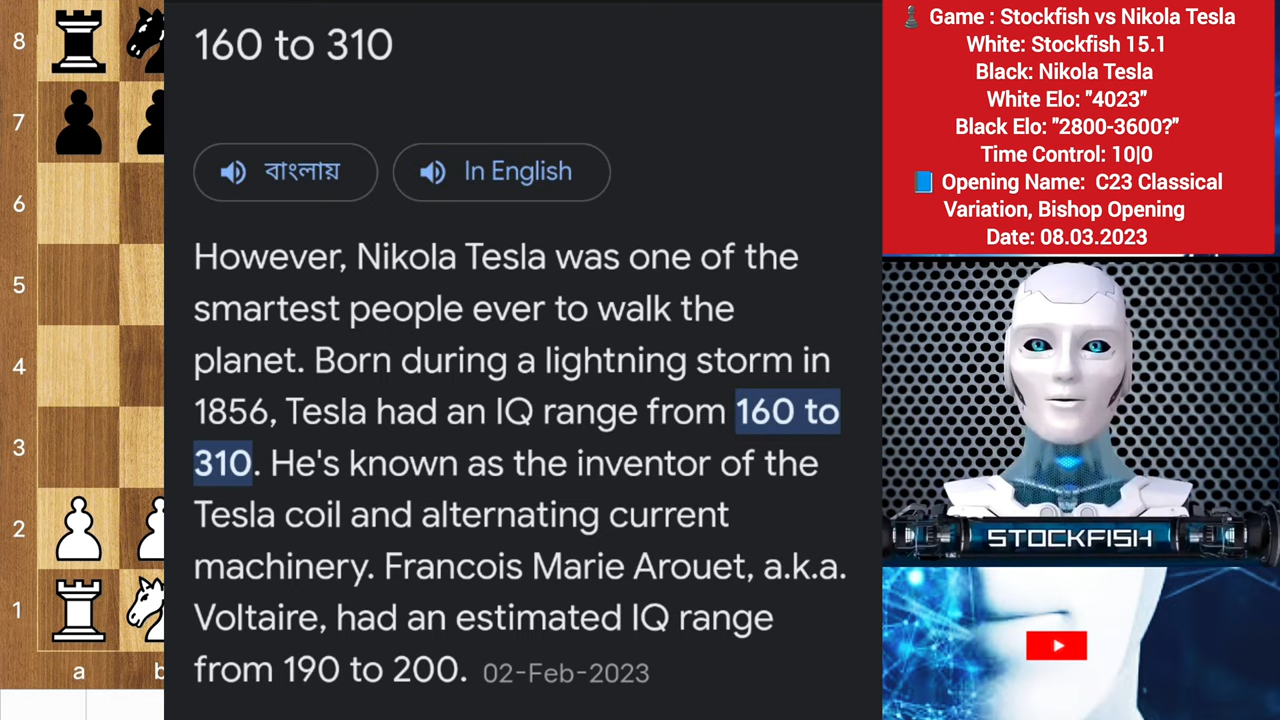 8
7
6
5
4
3
2
1
a
b
160 to 310
বাংলায়
In English
However, Nikola Tesla was one of the
smartest people ever to walk the
planet. Born during a lightning storm in
1856, Tesla had an IQ range from 160 to
310. He's known as the inventor of the
Tesla coil and alternating current
machinery. Francois Marie Arouet, a.k.a.
Voltaire, had an estimated IQ range
from 190 to 200. 02-Feb-2023
Game : Stockfish vs Nikola Tesla
White: Stockfish 15.1
Black: Nikola Tesla
White Elo: "4023"
Black Elo: "2800-3600?"
Time Control: 10|0
Opening Name: C23 Classical
Variation, Bishop Opening
Date: 08.03.2023
STOCKFISH